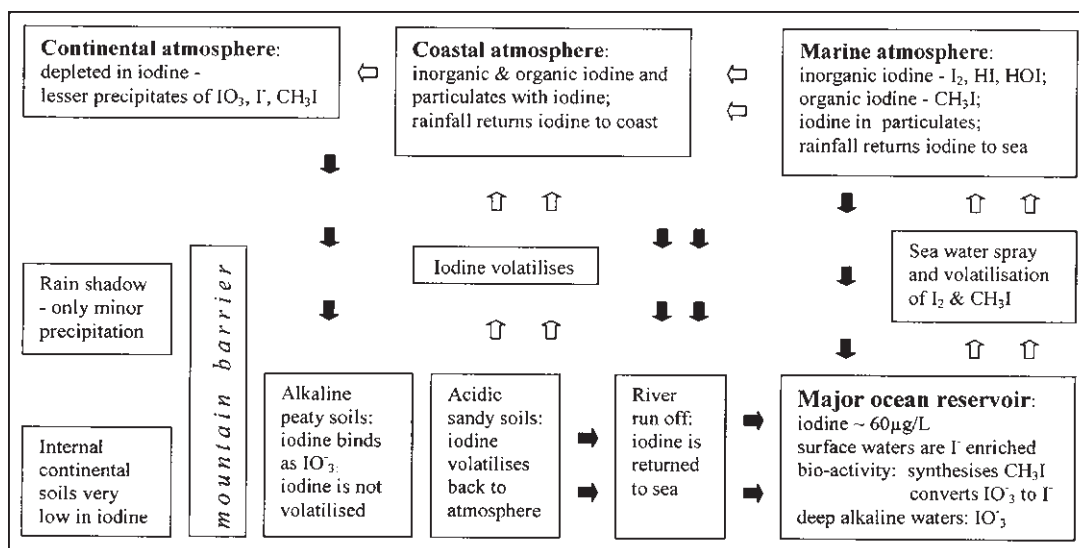 Continental atmosphere:
depleted in iodine -
lesser precipitates of IO₃, I⁻, CH₃I
Coastal atmosphere:
inorganic & organic iodine and
particulates with iodine;
rainfall returns iodine to coast
Marine atmosphere:
inorganic iodine - I₂, HI, HOI;
organic iodine - CH₃I;
iodine in particulates;
rainfall returns iodine to sea
Rain shadow
- only minor
precipitation
mountain barrier
Iodine volatilises
Sea water spray
and volatilisation
of I₂ & CH₃I
Internal
continental
soils very
low in iodine
Alkaline
peaty soils:
iodine binds
as IO⁻₃;
iodine is not
volatilised
Acidic
sandy soils:
iodine
volatilises
back to
atmosphere
River
run off:
iodine is
returned
to sea
Major ocean reservoir:
iodine ~ 60µg/L
surface waters are I⁻ enriched
bio-activity: synthesises CH₃I
converts IO⁻₃ to I⁻
deep alkaline waters: IO⁻₃